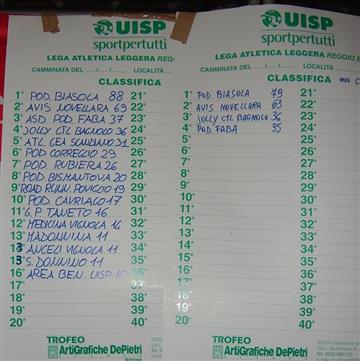 UISP
sportpertutti
LEGA ATLETICA LEGGERA REGGIO E
CAMMINATA DEL ..../..../.... LOCALITÀ
CLASSIFICA
1° POD. BIASOLA 88 21°
2° AVIS NOVELLARA 69 22°
3° ASD POD. FABA 37 23°
4° JOLLY CTL BAGNOLO 36 24°
5° ATL. GEA SCANDIANO 31 25°
6° POD. CORREGGIO 29 26°
7° POD. RUBIERA 26 27°
8° POD. BISMANTOVA 20 28°
9° ROAD RUNN. POVIGLIO 19 29°
10° POD. CAVRIAGO 17 30°
11° G.P. TANETO 16 31°
12° MEDICINA VIGNOLA 16 32°
13° MADONNINA 11 33°
13 ANGELI VIGNOLA 11 34°
13 S. DONNINO 11 35°
16° AREA BEN. UISP 10 36°
17° 37°
18° 38°
19° 39°
20° 40°
TROFEO
ArtiGrafiche DePietri
UISP
sportpertutti
LEGA ATLETICA LEGGERA REGGIO EM
CAMMINATA DEL ..../..../.... LOCALITÀ
CLASSIFICA
1° POD. BIASOLA 79 21°
2° AVIS NOVELLARA 63 22°
3° JOLLY CTL BAGNOLO 36 23°
4° POD. FABA 35 24°
5° 25°
6° 26°
7° 27°
8° 28°
9° 29°
10° 30°
11° 31°
12° 32°
13° 33°
14° 34°
15° 35°
16° 36°
17° 37°
18° 38°
19° 39°
20° 40°
TROFEO
ArtiGrafiche DePietri